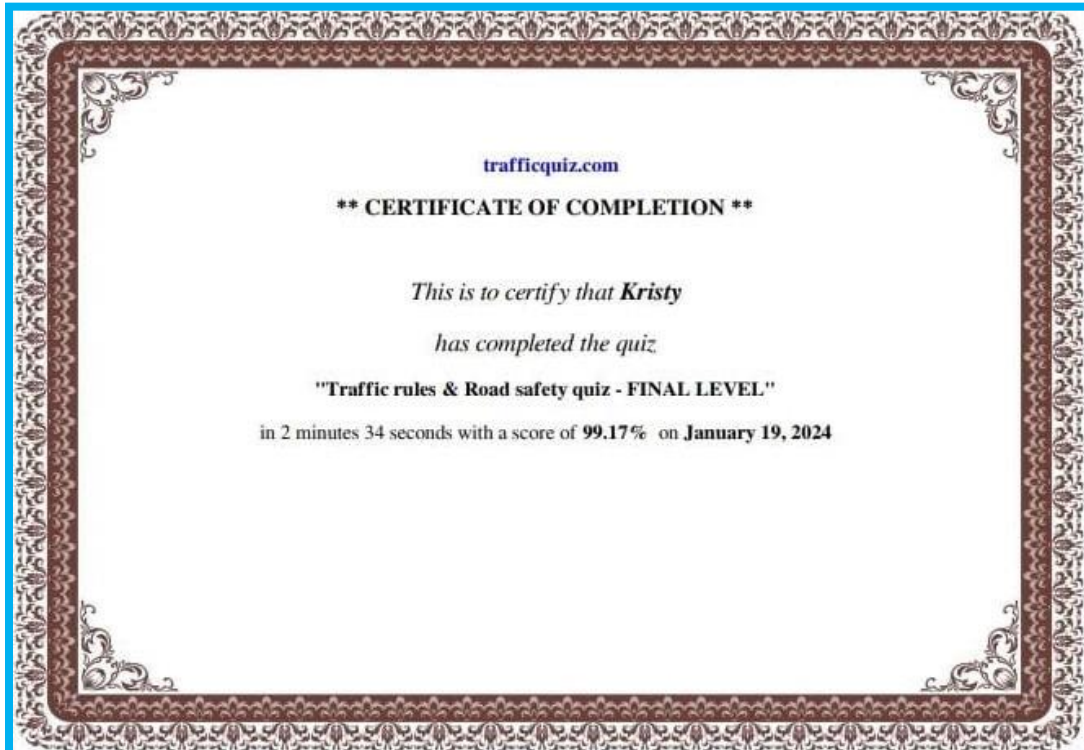 trafficquiz.com
** CERTIFICATE OF COMPLETION **
This is to certify that Kristy
has completed the quiz
"Traffic rules & Road safety quiz - FINAL LEVEL"
in 2 minutes 34 seconds with a score of 99.17% on January 19, 2024